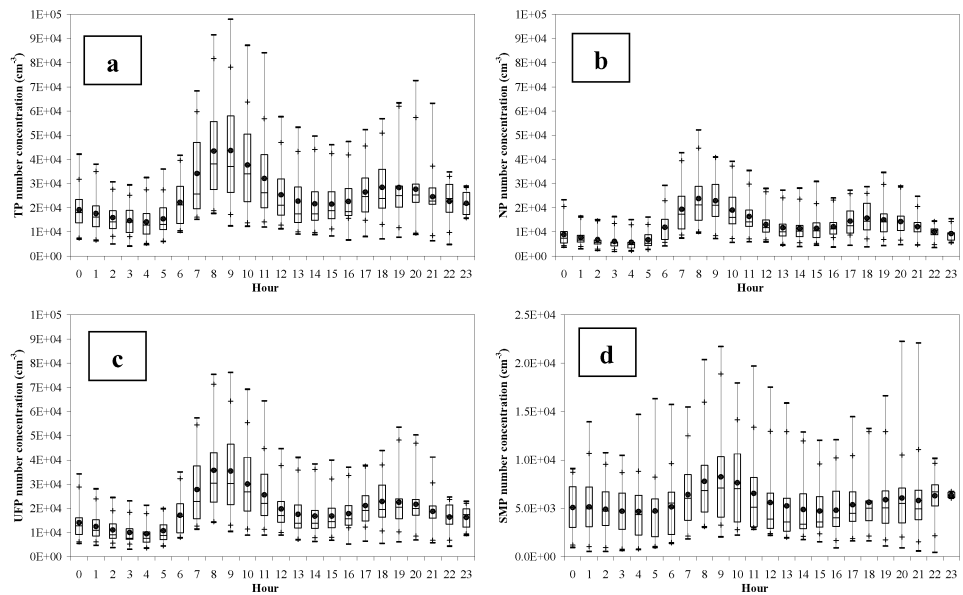 1E+05
9E+04
8E+04
7E+04
6E+04
5E+04
4E+04
3E+04
2E+04
1E+04
0E+00
TP number concentration (cm-3)
a
0 1 2 3 4 5 6 7 8 9 10 11 12 13 14 15 16 17 18 19 20 21 22 23
Hour
1E+05
9E+04
8E+04
7E+04
6E+04
5E+04
4E+04
3E+04
2E+04
1E+04
0E+00
NP number concentration (cm-3)
b
0 1 2 3 4 5 6 7 8 9 10 11 12 13 14 15 16 17 18 19 20 21 22 23
Hour
1E+05
9E+04
8E+04
7E+04
6E+04
5E+04
4E+04
3E+04
2E+04
1E+04
0E+00
UFP number concentration (cm-3)
c
0 1 2 3 4 5 6 7 8 9 10 11 12 13 14 15 16 17 18 19 20 21 22 23
Hour
2.5E+04
2.0E+04
1.5E+04
1.0E+04
5.0E+03
0.0E+00
SMP number concentration (cm-3)
d
0 1 2 3 4 5 6 7 8 9 10 11 12 13 14 15 16 17 18 19 20 21 22 23
Hour